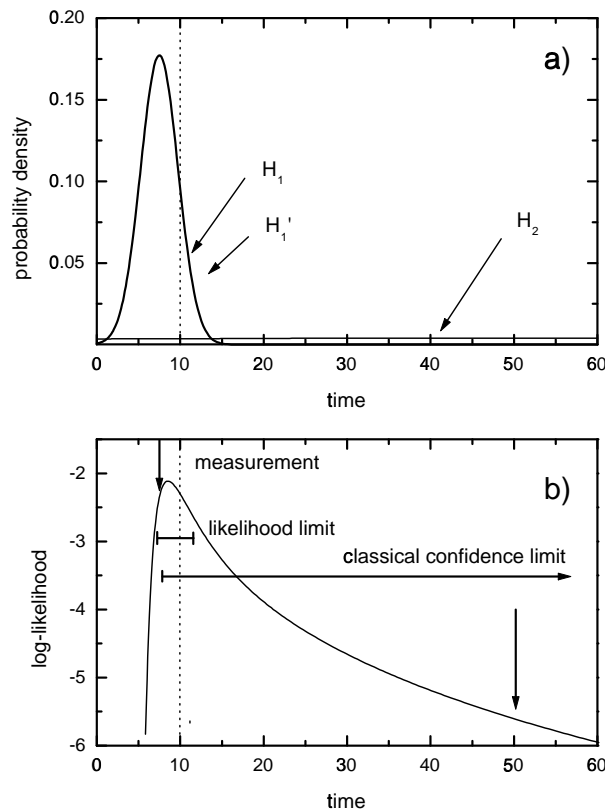 0.20
a)
0.15
probability density
0.10
H₁
H₁'
H₂
0.05
0 10 20 30 40 50 60
time
-2
measurement
b)
likelihood limit
-3
classical confidence limit
log-likelihood
-4
-5
-6
0 10 20 30 40 50 60
time